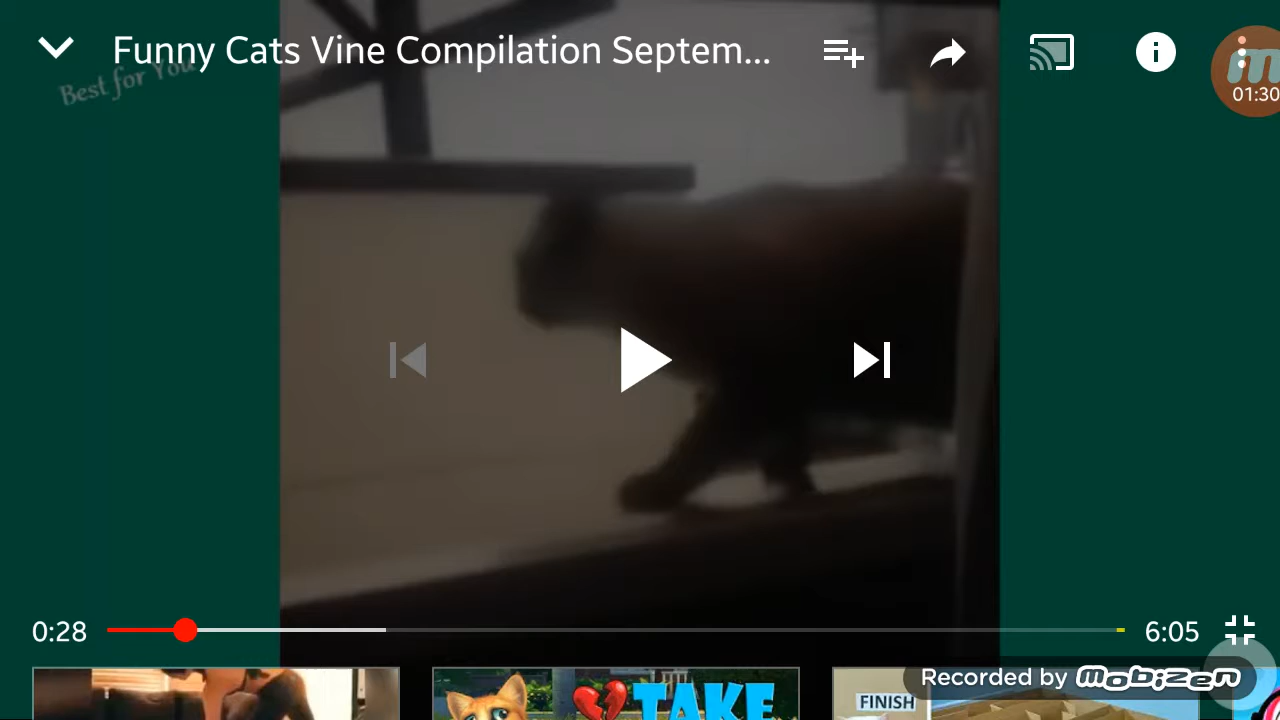 Funny Cats Vine Compilation Septem...
Best for You
m
01:30
0:28
6:05
TAKE
FINISH
Recorded by mobizen